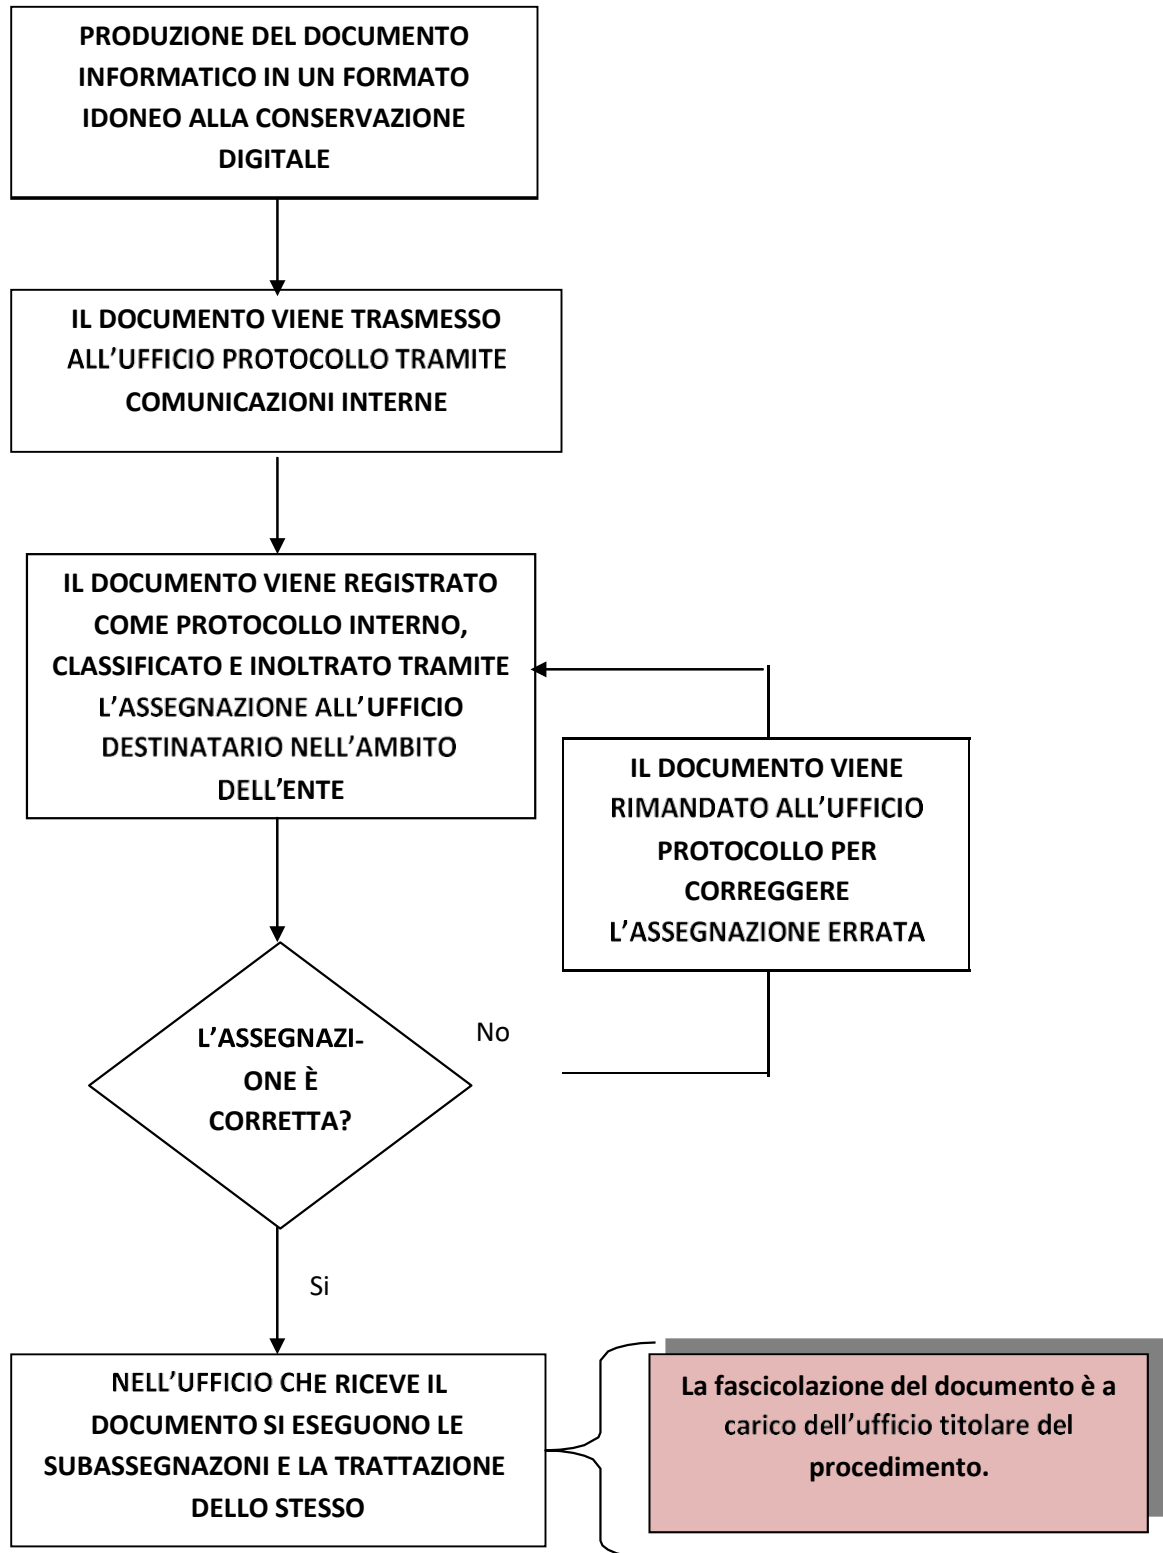 PRODUZIONE DEL DOCUMENTO
INFORMATICO IN UN FORMATO
IDONEO ALLA CONSERVAZIONE
DIGITALE
IL DOCUMENTO VIENE TRASMESSO
ALL'UFFICIO PROTOCOLLO TRAMITE
COMUNICAZIONI INTERNE
IL DOCUMENTO VIENE REGISTRATO
COME PROTOCOLLO INTERNO,
CLASSIFICATO E INOLTRATO TRAMITE
L'ASSEGNAZIONE ALL'UFFICIO
DESTINATARIO NELL'AMBITO
DELL'ENTE
IL DOCUMENTO VIENE
RIMANDATO ALL'UFFICIO
PROTOCOLLO PER
CORREGGERE
L'ASSEGNAZIONE ERRATA
L'ASSEGNAZI-
ONE È
CORRETTA?
No
Si
NELL'UFFICIO CHE RICEVE IL
DOCUMENTO SI ESEGUONO LE
SUBASSEGNAZONI E LA TRATTAZIONE
DELLO STESSO
La fascicolazione del documento è a
carico dell'ufficio titolare del
procedimento.